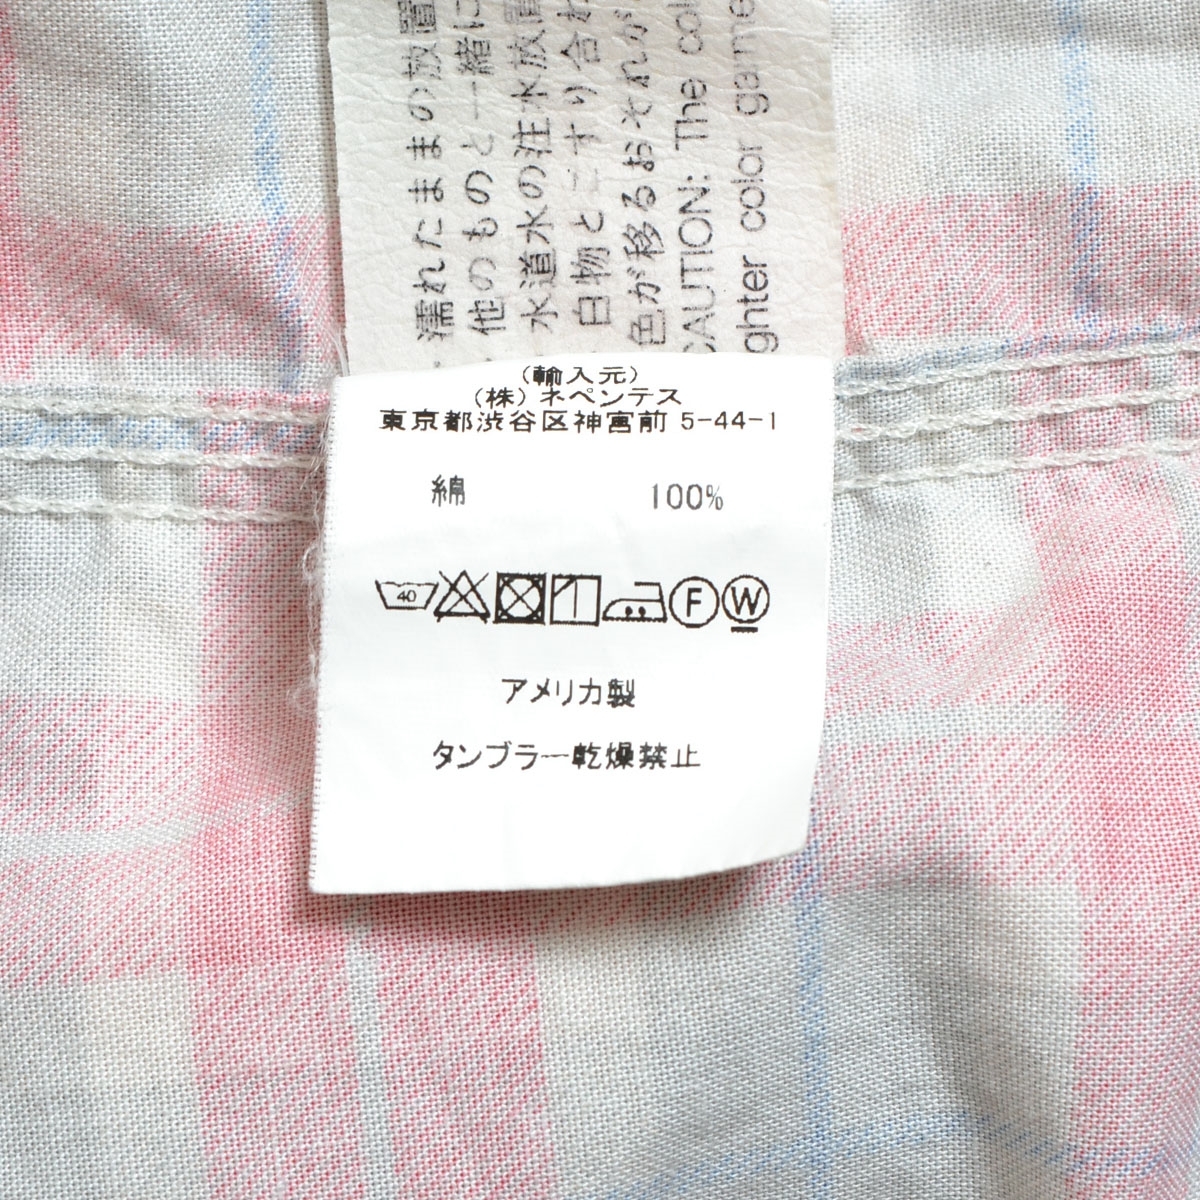 ・濡れたままの放置
、他のものと一緒に
水道水の注水放置
、白物とこすり合わ
色が移るおそれが
CAUTION: The col
ghter color garme
(輸入元)
(株) ネペンテス
東京都渋谷区神宮前 5-44-1
綿 100%
40
F W
アメリカ製
タンブラー乾燥禁止